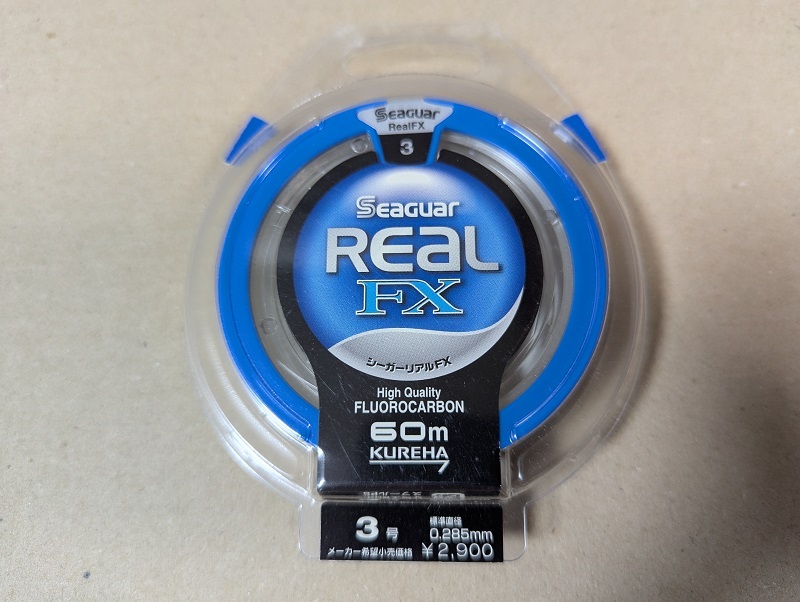 Seaguar
RealFX
3
Seaguar
REAL
FX
シーガーリアルFX
High Quality
FLUOROCARBON
60m
KUREHA
3号 標準直径 0.285mm
メーカー希望小売価格 ¥2,900